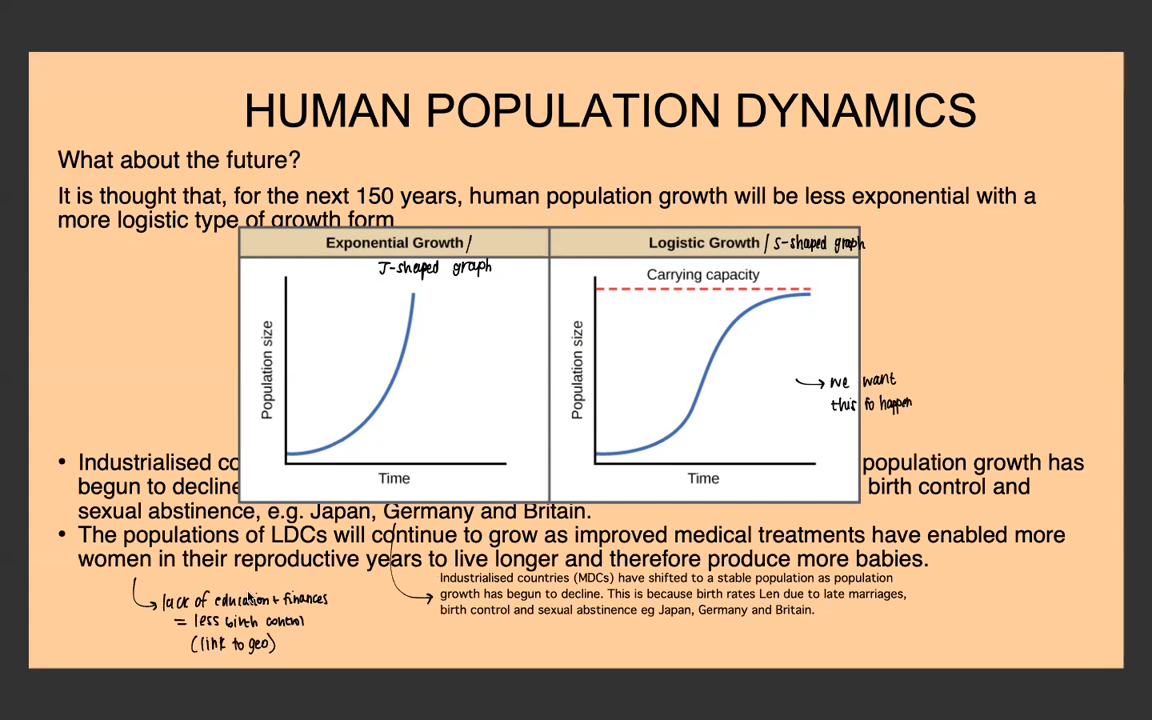 HUMAN POPULATION DYNAMICS
What about the future?
It is thought that, for the next 150 years, human population growth will be less exponential with a
more logistic type of growth form
Exponential Growth /
J-shaped graph
Population size
Time
Logistic Growth / S-shaped graph
Carrying capacity
Population size
Time
we want
this to happen
• Industrialised population growth has
begun to decline birth control and
sexual abstinence, e.g. Japan, Germany and Britain.
• The populations of LDCs will continue to grow as improved medical treatments have enabled more
women in their reproductive years to live longer and therefore produce more babies.
Industrialised countries (MDCs) have shifted to a stable population as population
growth has begun to decline. This is because birth rates Len due to late marriages,
birth control and sexual abstinence eg Japan, Germany and Britain.
lack of education + finances
= less birth control
(link to geo)